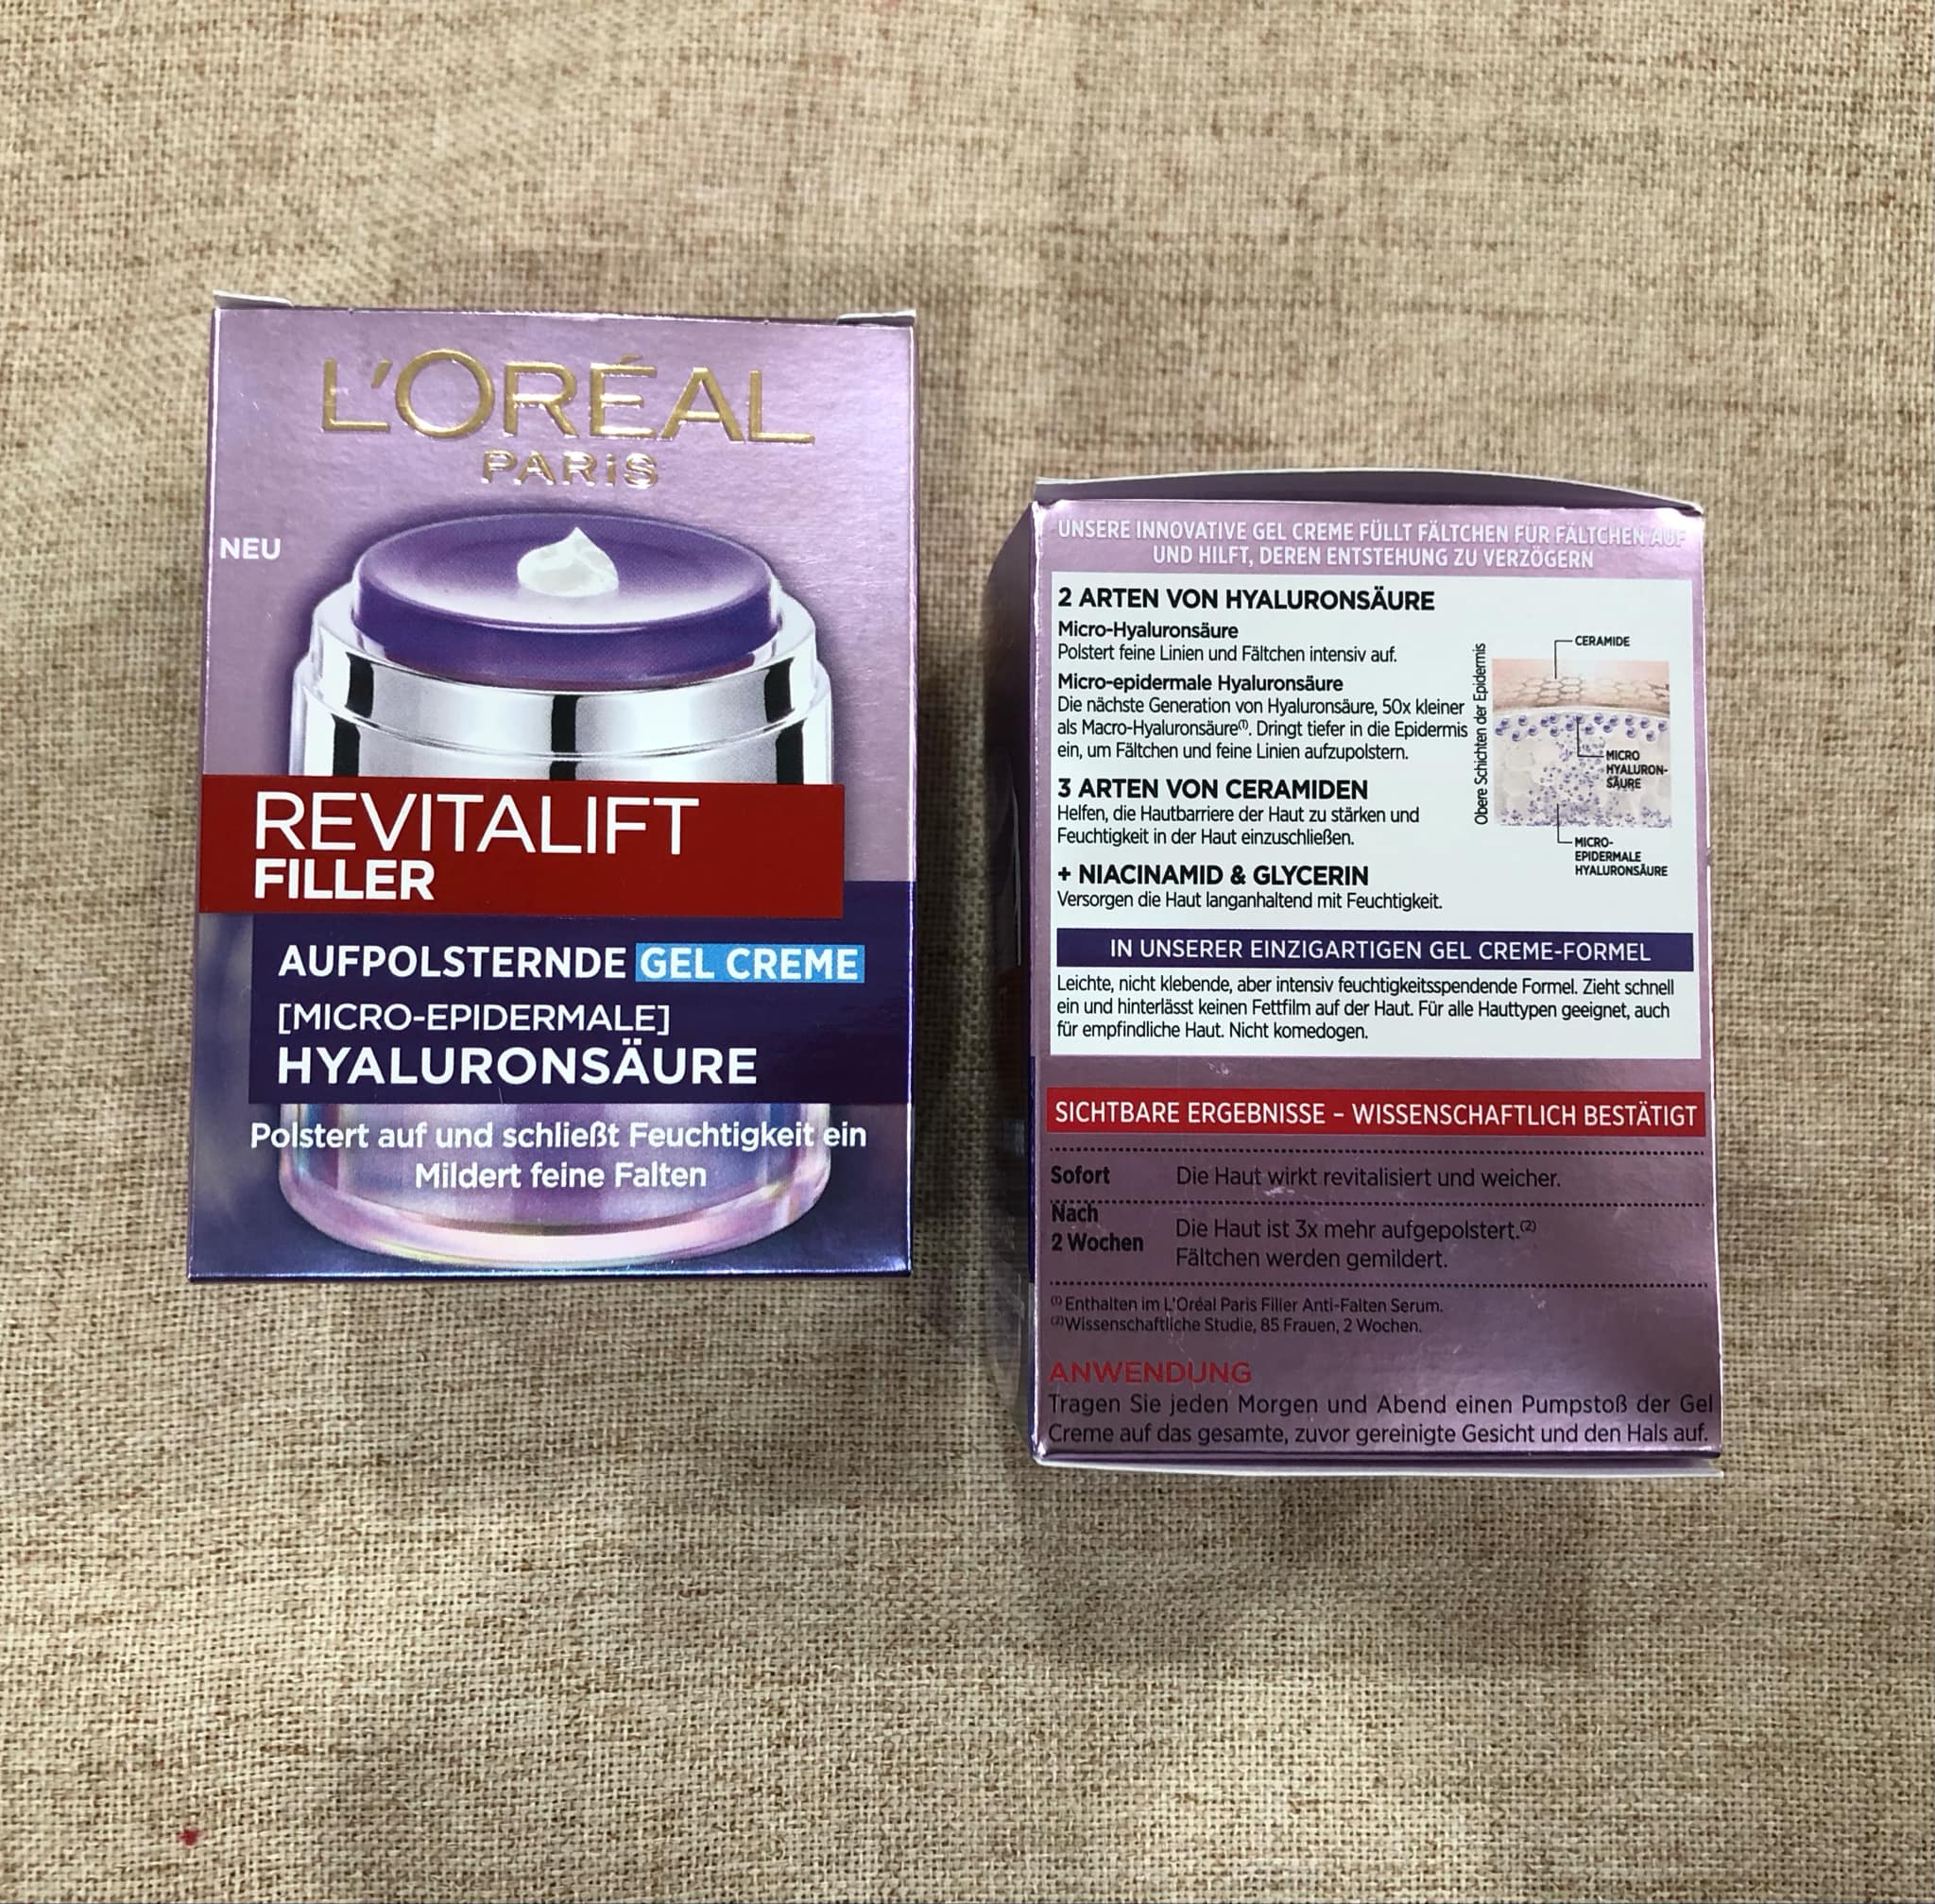 L'ORÉAL
PARiS
NEU
REVITALIFT
FILLER
AUFPOLSTERNDE GEL CREME
[MICRO-EPIDERMALE]
HYALURONSÄURE
Polstert auf und schließt Feuchtigkeit ein
Mildert feine Falten
UNSERE INNOVATIVE GEL CREME FÜLLT FÄLTCHEN FÜR FÄLTCHEN AUF
UND HILFT, DEREN ENTSTEHUNG ZU VERZÖGERN
2 ARTEN VON HYALURONSÄURE
Micro-Hyaluronsäure
Polstert feine Linien und Fältchen intensiv auf.
Micro-epidermale Hyaluronsäure
Die nächste Generation von Hyaluronsäure, 50x kleiner
als Macro-Hyaluronsäure⁽¹⁾. Dringt tiefer in die Epidermis
ein, um Fältchen und feine Linien aufzupolstern.
3 ARTEN VON CERAMIDEN
Helfen, die Hautbarriere der Haut zu stärken und
Feuchtigkeit in der Haut einzuschließen.
+ NIACINAMID & GLYCERIN
Versorgen die Haut langanhaltend mit Feuchtigkeit.
Obere Schichten der Epidermis
CERAMIDE
MICRO
HYALURON-
SÄURE
MICRO-
EPIDERMALE
HYALURONSÄURE
IN UNSERER EINZIGARTIGEN GEL CREME-FORMEL
Leichte, nicht klebende, aber intensiv feuchtigkeitsspendende Formel. Zieht schnell
ein und hinterlässt keinen Fettfilm auf der Haut. Für alle Hauttypen geeignet, auch
für empfindliche Haut. Nicht komedogen.
SICHTBARE ERGEBNISSE – WISSENSCHAFTLICH BESTÄTIGT
Sofort Die Haut wirkt revitalisiert und weicher.
Nach
2 Wochen
Die Haut ist 3x mehr aufgepolstert.⁽²⁾
Fältchen werden gemildert.
⁽¹⁾ Enthalten im L'Oréal Paris Filler Anti-Falten Serum.
⁽²⁾Wissenschaftliche Studie, 85 Frauen, 2 Wochen.
ANWENDUNG
Tragen Sie jeden Morgen und Abend einen Pumpstoß der Gel
Creme auf das gesamte, zuvor gereinigte Gesicht und den Hals auf.